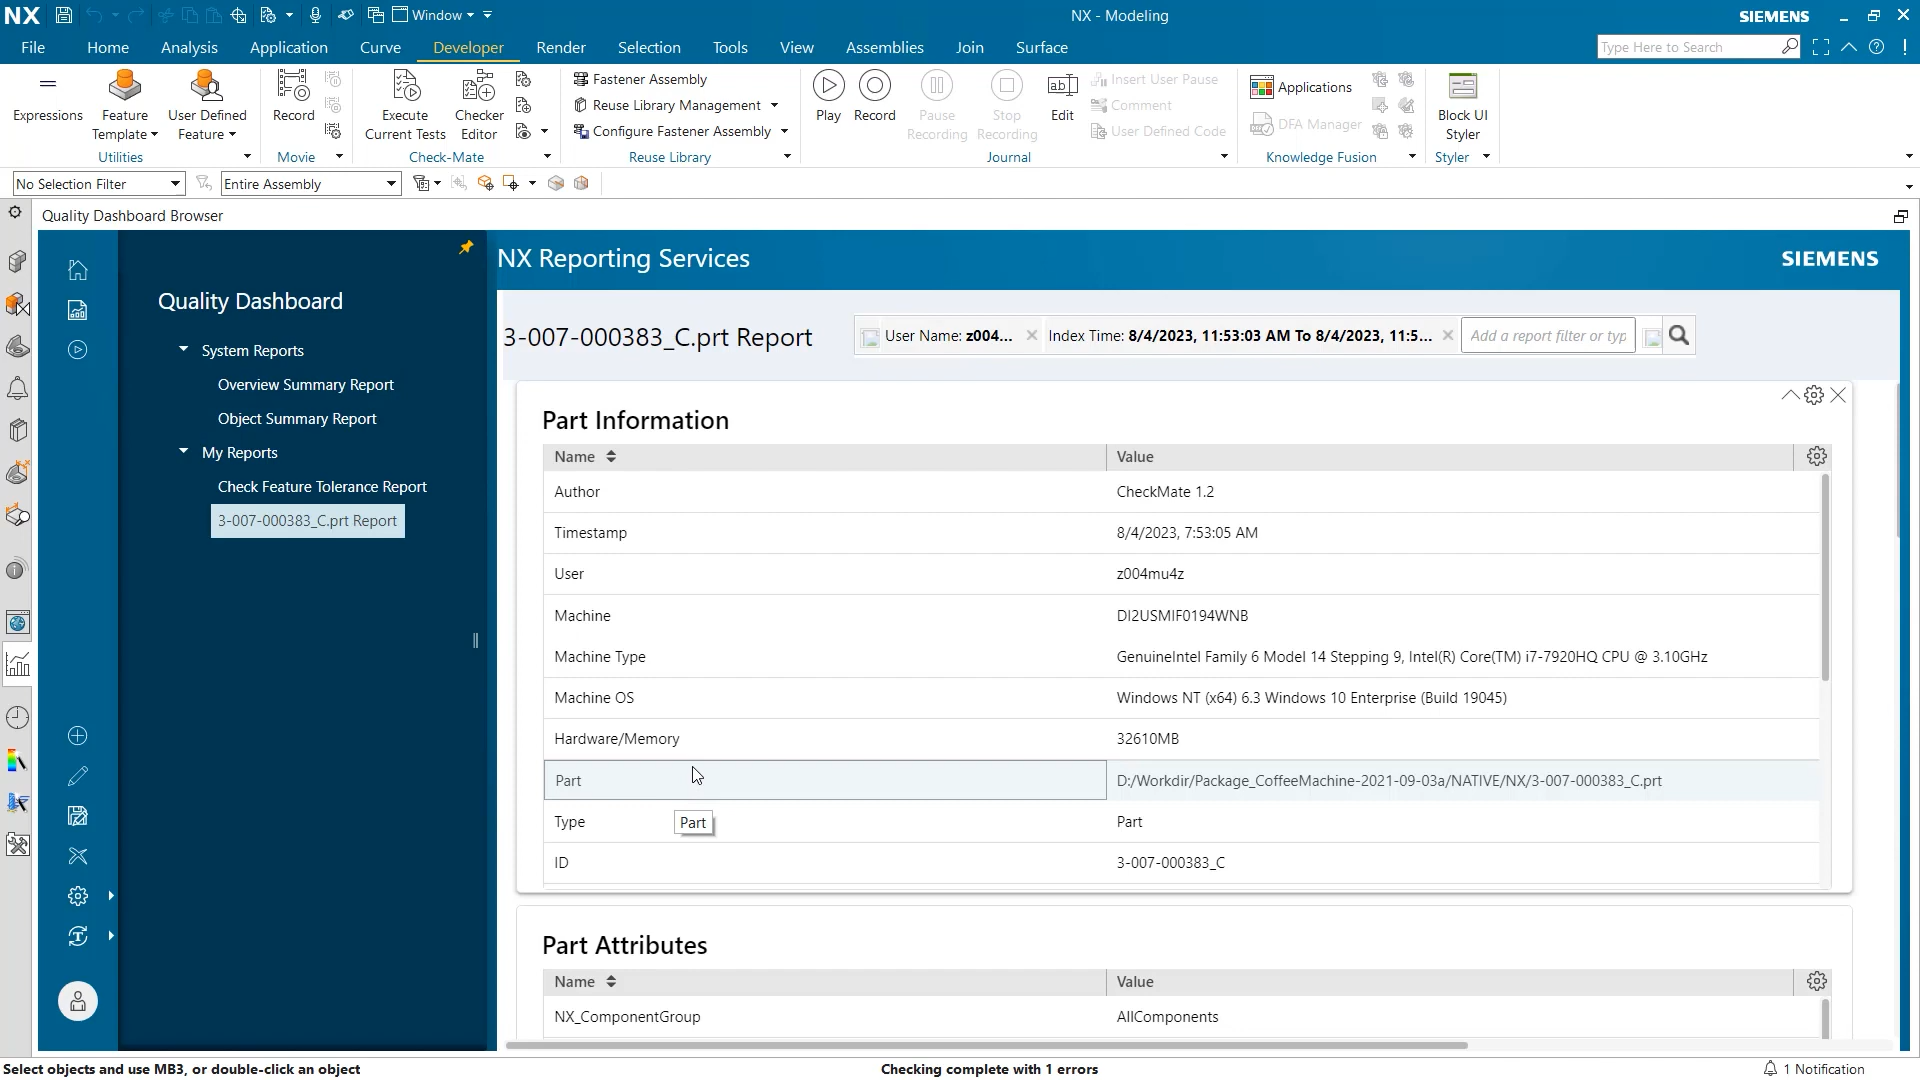 NX
Window
NX - Modeling
SIEMENS
File
Home
Analysis
Application
Curve
Developer
Render
Selection
Tools
View
Assemblies
Join
Surface
Type Here to Search
Expressions
Feature
Template
User Defined
Feature
Utilities
Record
Movie
Execute
Current Tests
Checker
Editor
Check-Mate
Fastener Assembly
Reuse Library Management
Configure Fastener Assembly
Reuse Library
Play
Record
Pause
Recording
Stop
Recording
Edit
Insert User Pause
Comment
User Defined Code
Journal
Applications
DFA Manager
Knowledge Fusion
Block UI
Styler
Styler
No Selection Filter
Entire Assembly
Quality Dashboard Browser
Quality Dashboard
System Reports
Overview Summary Report
Object Summary Report
My Reports
Check Feature Tolerance Report
3-007-000383_C.prt Report
NX Reporting Services
SIEMENS
3-007-000383_C.prt Report
User Name: z004...
Index Time: 8/4/2023, 11:53:03 AM To 8/4/2023, 11:5...
Add a report filter or typ
Part Information
Name
Value
Author
CheckMate 1.2
Timestamp
8/4/2023, 7:53:05 AM
User
z004mu4z
Machine
DI2USMIF0194WNB
Machine Type
GenuineIntel Family 6 Model 14 Stepping 9, Intel(R) Core(TM) i7-7920HQ CPU @ 3.10GHz
Machine OS
Windows NT (x64) 6.3 Windows 10 Enterprise (Build 19045)
Hardware/Memory
32610MB
Part
D:/Workdir/Package_CoffeeMachine-2021-09-03a/NATIVE/NX/3-007-000383_C.prt
Type
Part
Part
ID
3-007-000383_C
Part Attributes
Name
Value
NX_ComponentGroup
AllComponents
Select objects and use MB3, or double-click an object
Checking complete with 1 errors
1 Notification